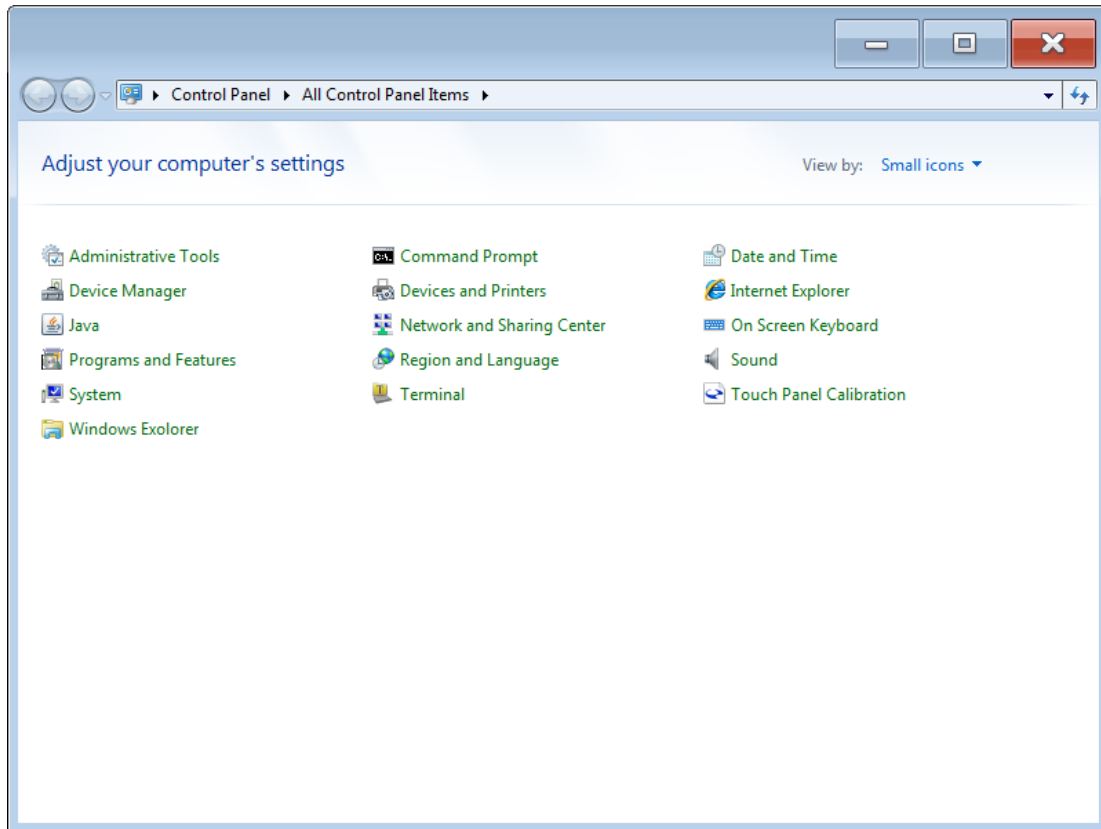 Control Panel All Control Panel Items
Adjust your computer's settings
View by: Small icons
Administrative Tools Command Prompt Date and Time
Device Manager Devices and Printers Internet Explorer
Java Network and Sharing Center On Screen Keyboard
Programs and Features Region and Language Sound
System Terminal Touch Panel Calibration
Windows Exolorer